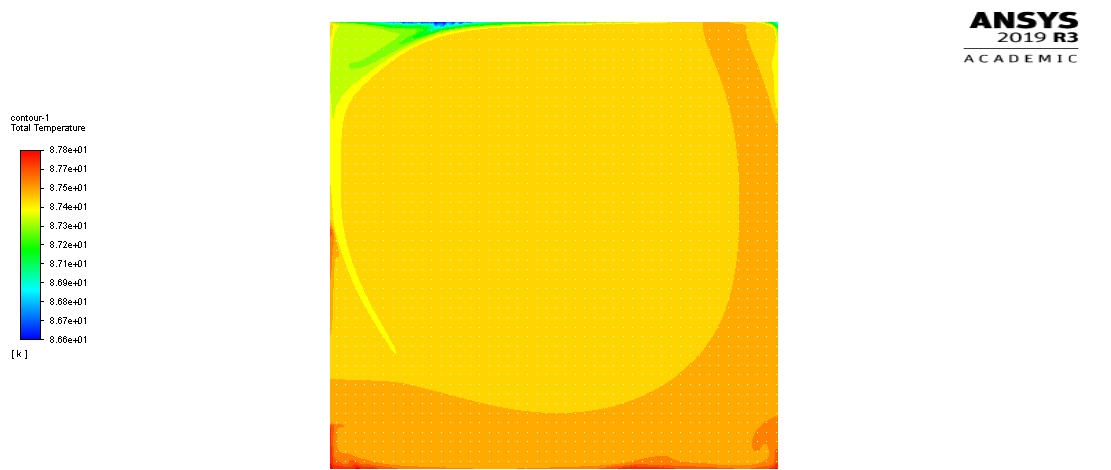 ANSYS
2019 R3
ACADEMIC
contour-1
Total Temperature
8.78e+01
8.77e+01
8.75e+01
8.74e+01
8.73e+01
8.72e+01
8.71e+01
8.69e+01
8.68e+01
8.67e+01
8.66e+01
[ k ]